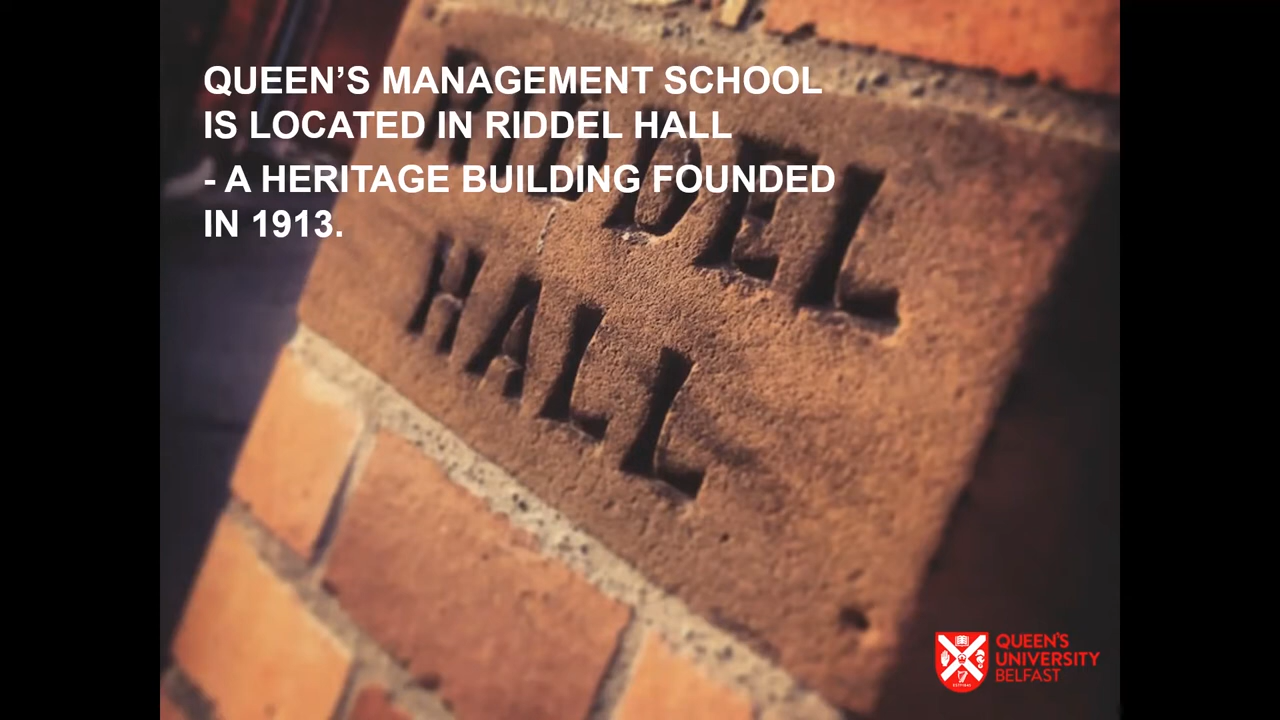 QUEEN’S MANAGEMENT SCHOOL
IS LOCATED IN RIDDEL HALL
- A HERITAGE BUILDING FOUNDED
IN 1913.
RIDDEL
HALL
QUEEN'S
UNIVERSITY
BELFAST